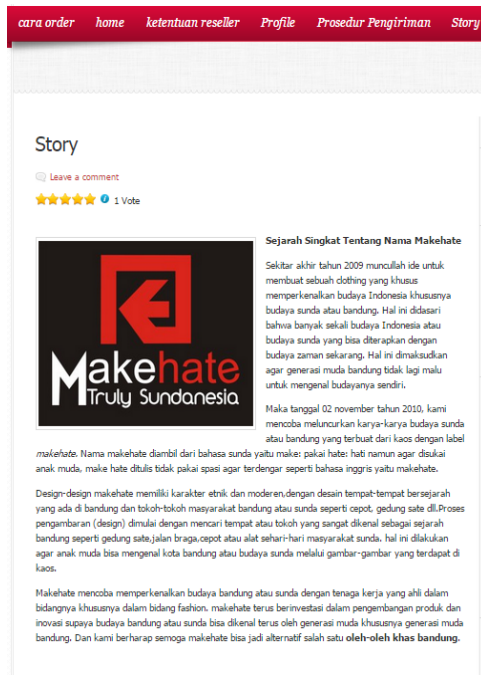 cara order home ketentuan reseller Profile Prosedur Pengiriman Story
Story
Leave a comment
1 Vote
Makehate
Truly Sundanesia
Sejarah Singkat Tentang Nama Makehate
Sekitar akhir tahun 2009 muncullah ide untuk
membuat sebuah clothing yang khusus
memperkenalkan budaya Indonesia khususnya
budaya sunda atau bandung. Hal ini didasari
bahwa banyak sekali budaya Indonesia atau
budaya sunda yang bisa diterapkan dengan
budaya zaman sekarang. Hal ini dimaksudkan
agar generasi muda bandung tidak lagi malu
untuk mengenal budayanya sendiri.
Maka tanggal 02 november tahun 2010, kami
mencoba meluncurkan karya-karya budaya sunda
atau bandung yang terbuat dari kaos dengan label
makehate. Nama makehate diambil dari bahasa sunda yaitu make: pakai hate: hati namun agar disukai
anak muda, make hate ditulis tidak pakai spasi agar terdengar seperti bahasa inggris yaitu makehate.
Design-design makehate memiliki karakter etnik dan moderen,dengan desain tempat-tempat bersejarah
yang ada di bandung dan tokoh-tokoh masyarakat bandung atau sunda seperti cepot, gedung sate dll.Proses
pengambaran (design) dimulai dengan mencari tempat atau tokoh yang sangat dikenal sebagai sejarah
bandung seperti gedung sate,jalan braga,cepot atau alat sehari-hari masyarakat sunda. hal ini dilakukan
agar anak muda bisa mengenal kota bandung atau budaya sunda melalui gambar-gambar yang terdapat di
kaos.
Makehate mencoba memperkenalkan budaya bandung atau sunda dengan tenaga kerja yang ahli dalam
bidangnya khususnya dalam bidang fashion. makehate terus berinvestasi dalam pengembangan produk dan
inovasi supaya budaya bandung atau sunda bisa dikenal terus oleh generasi muda khususnya generasi muda
bandung. Dan kami berharap semoga makehate bisa jadi alternatif salah satu oleh-oleh khas bandung.